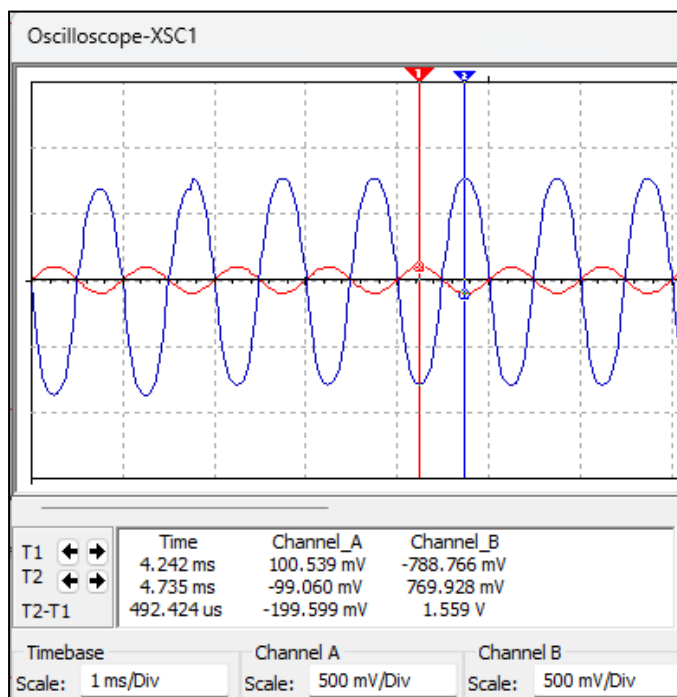 Oscilloscope-XSC1
1
2
Time Channel_A Channel_B
T1 4.242 ms 100.539 mV -788.766 mV
T2 4.735 ms -99.060 mV 769.928 mV
T2-T1 492.424 us -199.599 mV 1.559 V
Timebase Channel A Channel B
Scale: 1 ms/Div Scale: 500 mV/Div Scale: 500 mV/Div